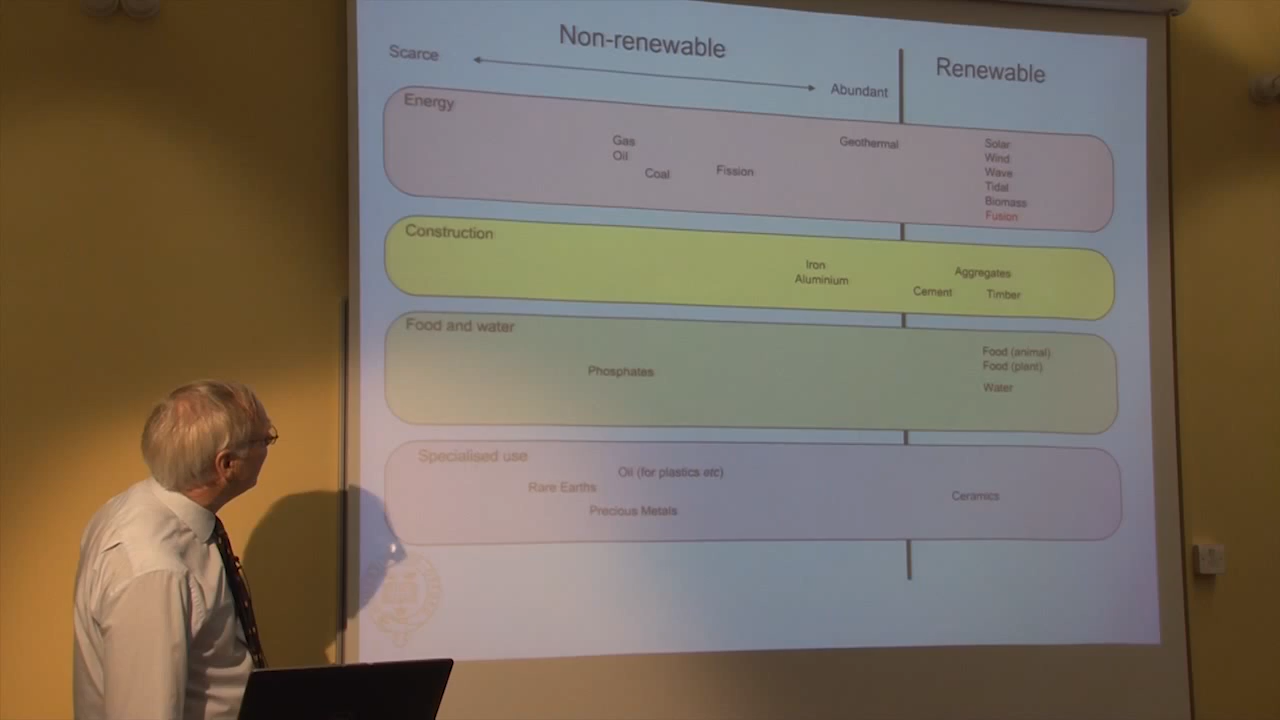 Non-renewable
Scarce
Abundant
Renewable
Energy
Gas
Oil
Coal
Fission
Geothermal
Solar
Wind
Wave
Tidal
Biomass
Fusion
Construction
Iron
Aluminium
Aggregates
Cement
Timber
Food and water
Phosphates
Food (animal)
Food (plant)
Water
Specialised use
Oil (for plastics etc)
Rare Earths
Precious Metals
Ceramics